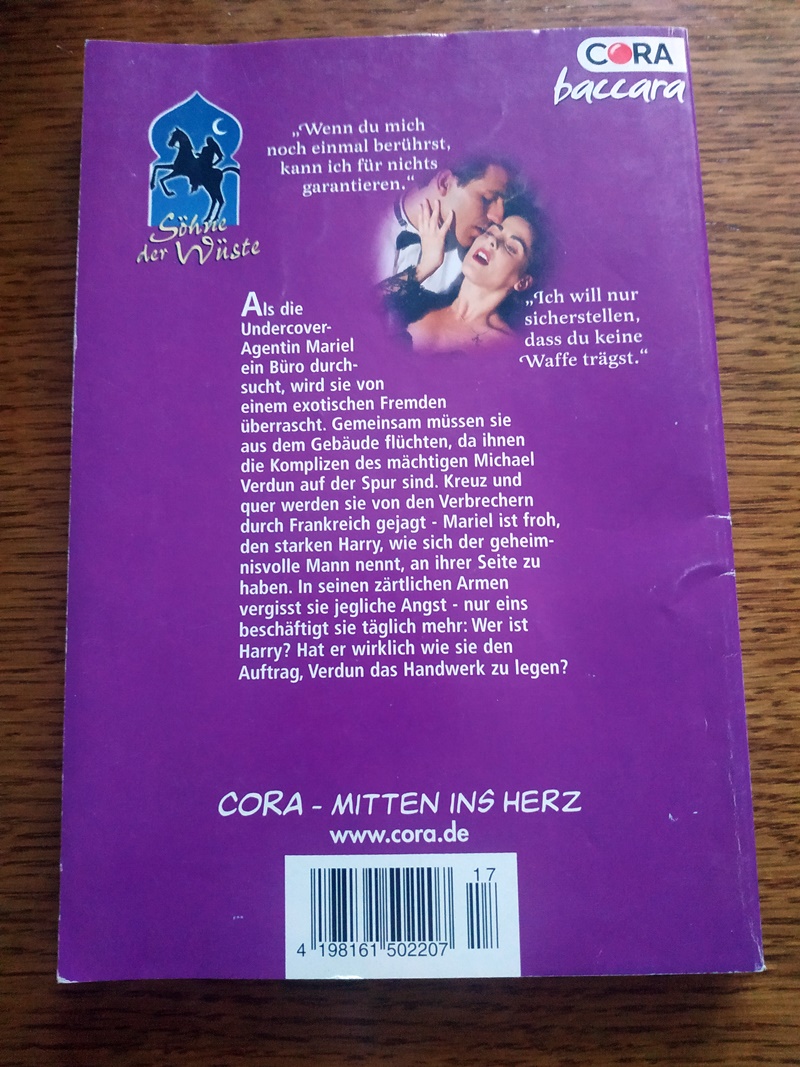 CORA
baccara
„Wenn du mich
noch einmal berührst,
kann ich für nichts
garantieren.“
Söhne
der Wüste
„Ich will nur
sicherstellen,
dass du keine
Waffe trägst.“
Als die
Undercover-
Agentin Mariel
ein Büro durch-
sucht, wird sie von
einem exotischen Fremden
überrascht. Gemeinsam müssen sie
aus dem Gebäude flüchten, da ihnen
die Komplizen des mächtigen Michael
Verdun auf der Spur sind. Kreuz und
quer werden sie von den Verbrechern
durch Frankreich gejagt - Mariel ist froh,
den starken Harry, wie sich der geheim-
nisvolle Mann nennt, an ihrer Seite zu
haben. In seinen zärtlichen Armen
vergisst sie jegliche Angst - nur eins
beschäftigt sie täglich mehr: Wer ist
Harry? Hat er wirklich wie sie den
Auftrag, Verdun das Handwerk zu legen?
CORA - MITTEN INS HERZ
www.cora.de
17
4 198161 502207